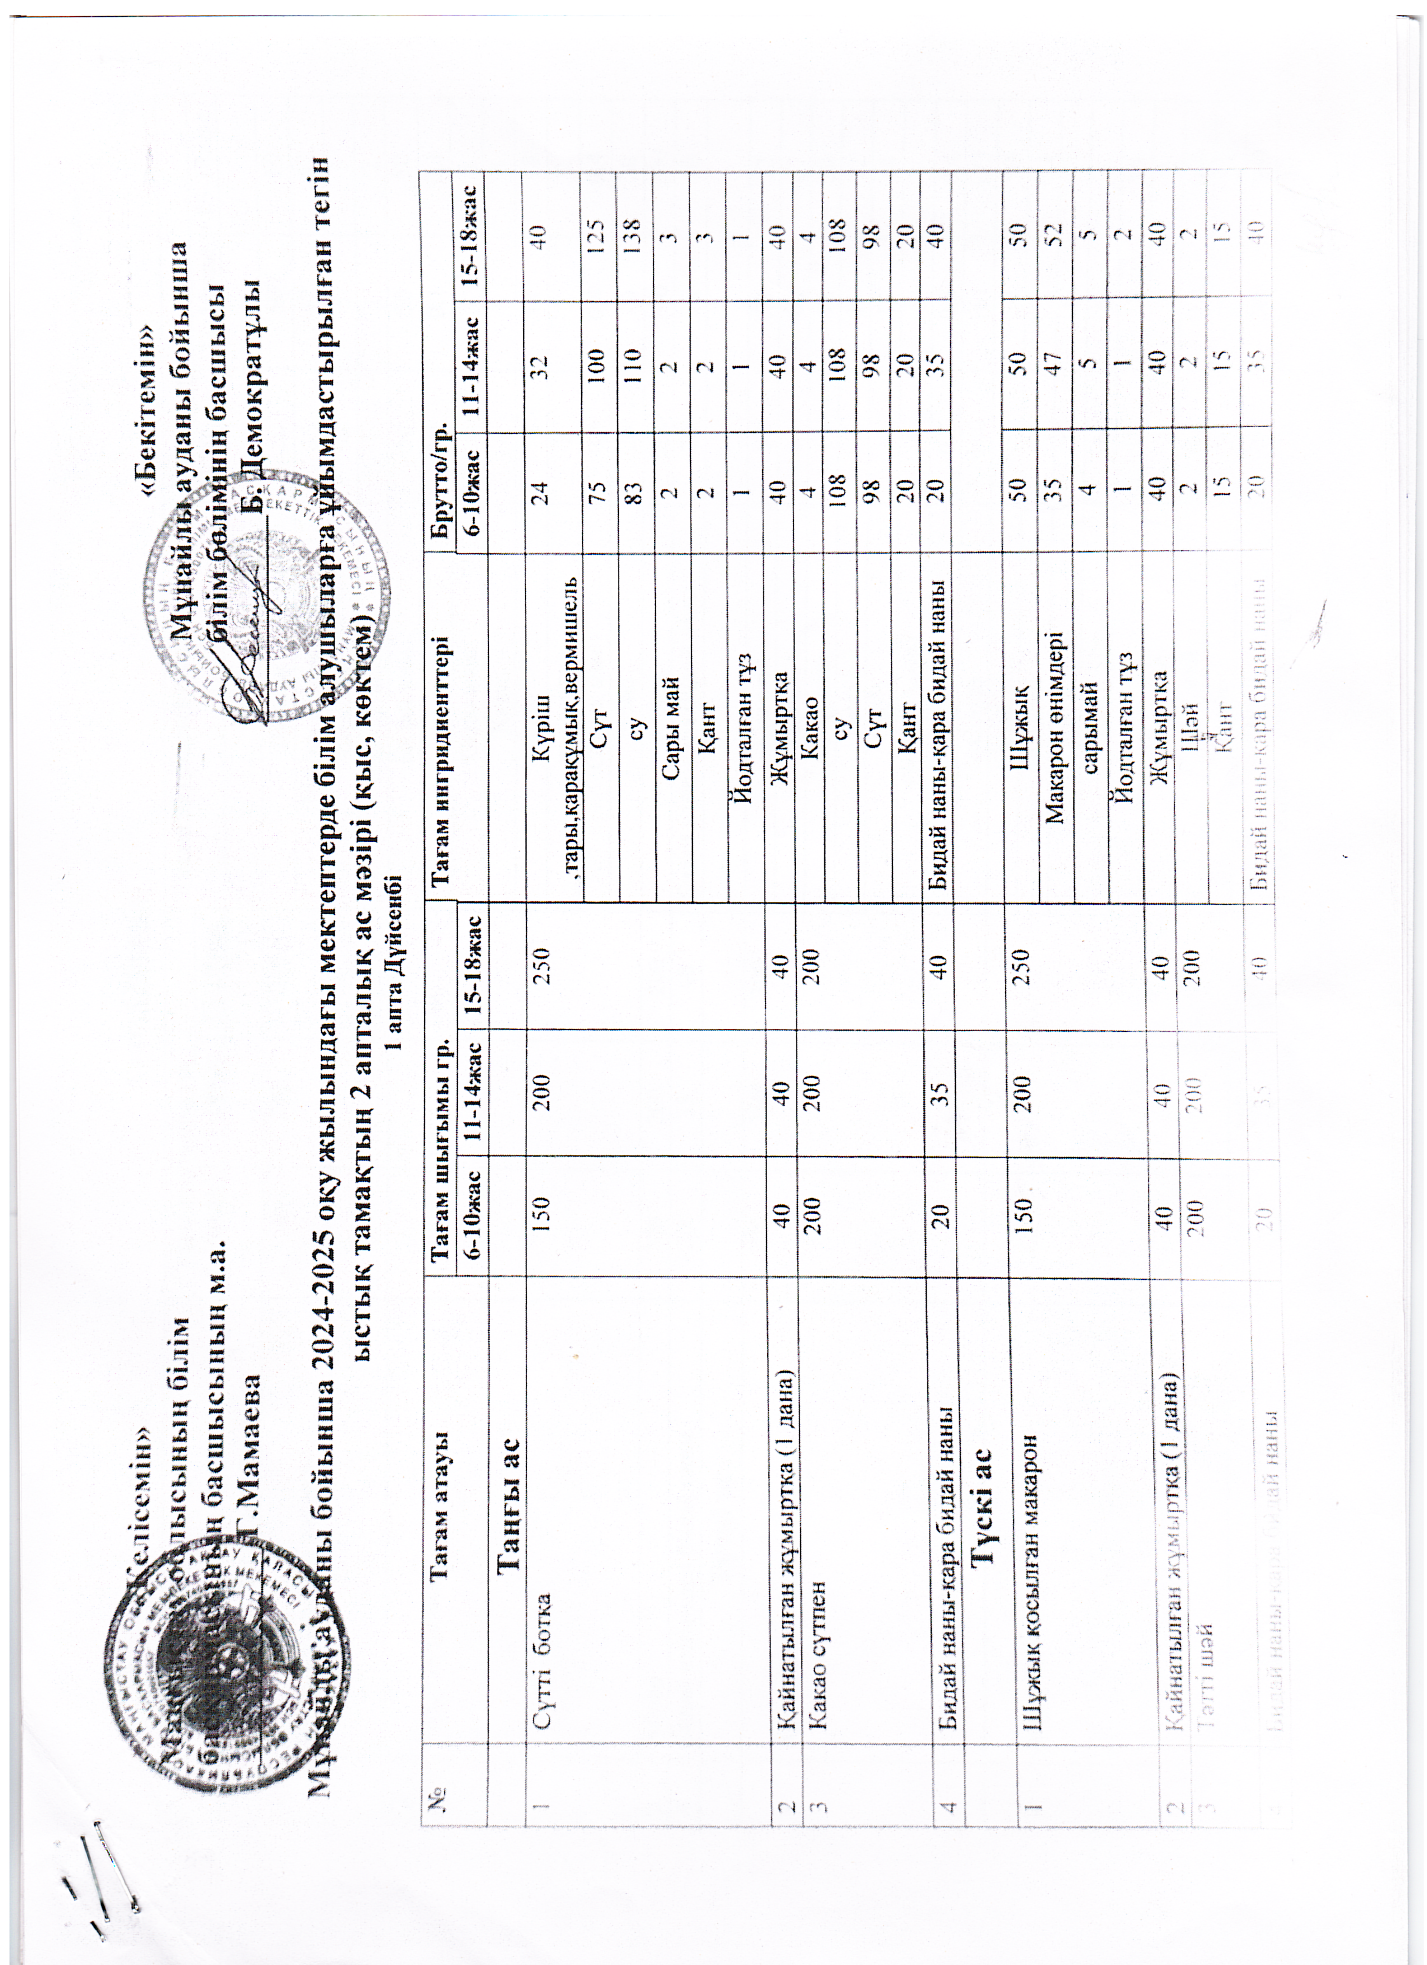 «Келісемін»
Маңғыстау облысының білім
басқармасының басшысының м.а.
Г.Мамаева
«Бекітемін»
Мұнайлы ауданы бойынша
білім бөлімінің басшысы
Б. Демократұлы
Мұнайлы ауданы бойынша 2024-2025 оқу жылындағы мектептерде білім алушыларға ұйымдастырылған тегін
ыстық тамақтың 2 апталық ас мәзірі (қыс, көктем)
1 апта Дүйсенбі
№ Тағам атауы Тағам шығымы гр. Тағам ингридиенттері Брутто/гр.
6-10жас 11-14жас 15-18жас 6-10жас 11-14жас 15-18жас
Таңғы ас
1 Сүтті ботка 150 200 250 Күріш 24 32 40
,тары,қарақұмық,вермишель
Сүт 75 100 125
су 83 110 138
Сары май 2 2 3
Қант 2 2 3
Йодталған тұз 1 1 1
2 Қайнатылған жұмыртка (1 дана) 40 40 40 Жұмыртқа 40 40 40
3 Какао сүтпен 200 200 200 Какао 4 4 4
су 108 108 108
Сүт 98 98 98
Қант 20 20 20
4 Бидай наны-кара бидай наны 20 35 40 Бидай наны-қара бидай наны 20 35 40
Түскі ас
1 Шұжық қосылған макарон 150 200 250 Шұжық 50 50 50
Макарон өнімдері 35 47 52
сарымай 4 5 5
Йодталған тұз 1 1 2
2 Қайнатылған жұмыртқа (1 дана) 40 40 40 Жұмыртка 40 40 40
3 Тәтті шәй 200 200 200 Шәй 2 2 2
Қант 15 15 15
Бидай наны-қара бидай наны 20 35 40 Бидай наны-кара бидай наны 20 35 40